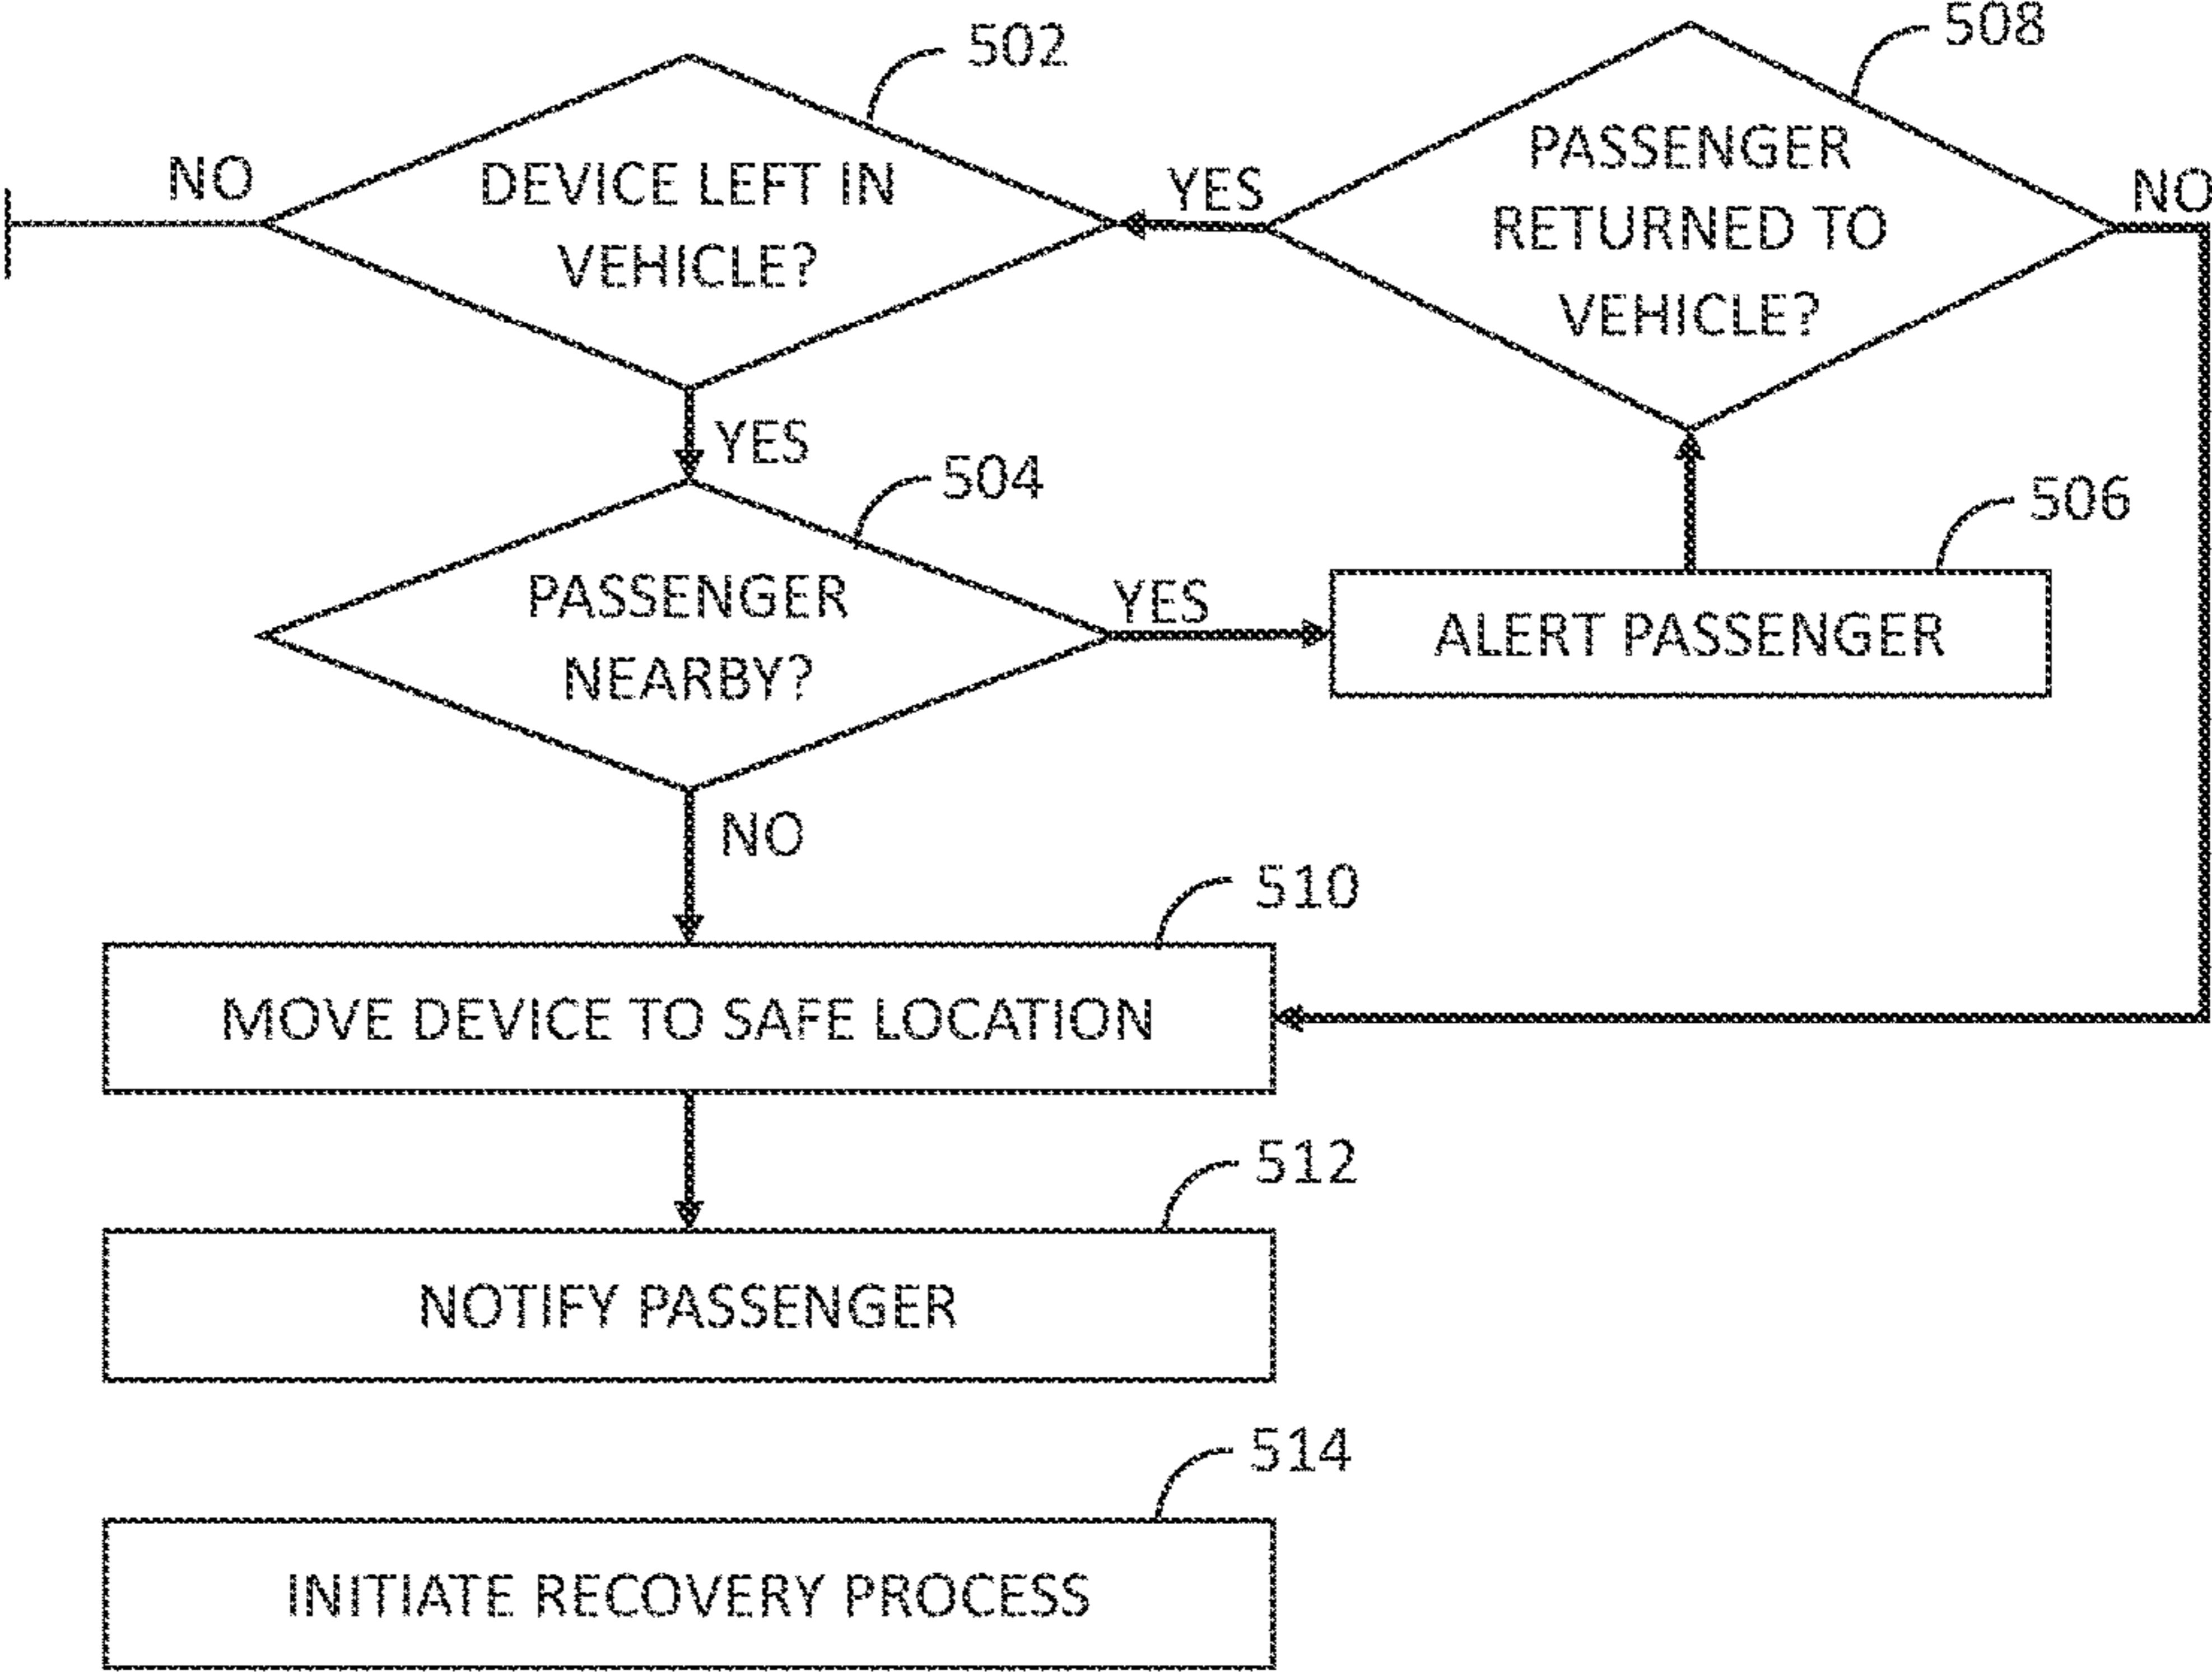 502
508
NO
DEVICE LEFT IN
VEHICLE?
YES
PASSENGER
RETURNED TO
VEHICLE?
NO
YES
504
506
PASSENGER
NEARBY?
YES
ALERT PASSENGER
NO
510
MOVE DEVICE TO SAFE LOCATION
512
NOTIFY PASSENGER
514
INITIATE RECOVERY PROCESS